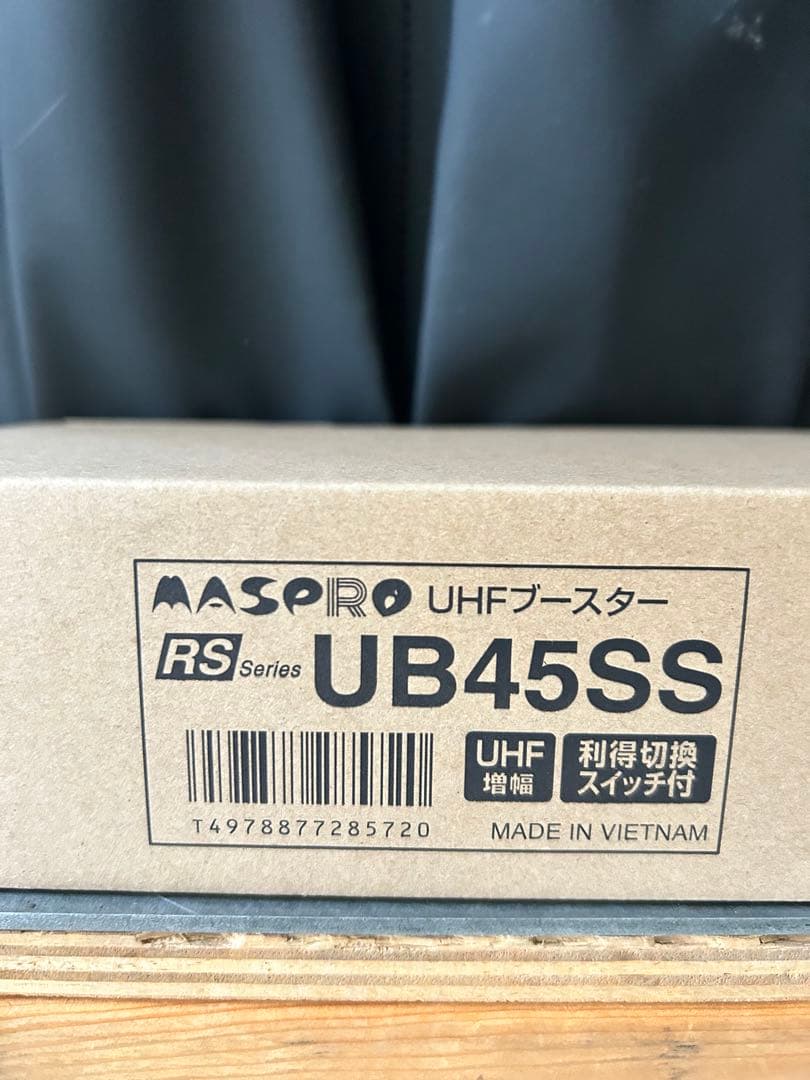 MASPRO UHFブースター
RS Series UB45SS
UHF 増幅
利得切換 スイッチ付
T4978877285720
MADE IN VIETNAM